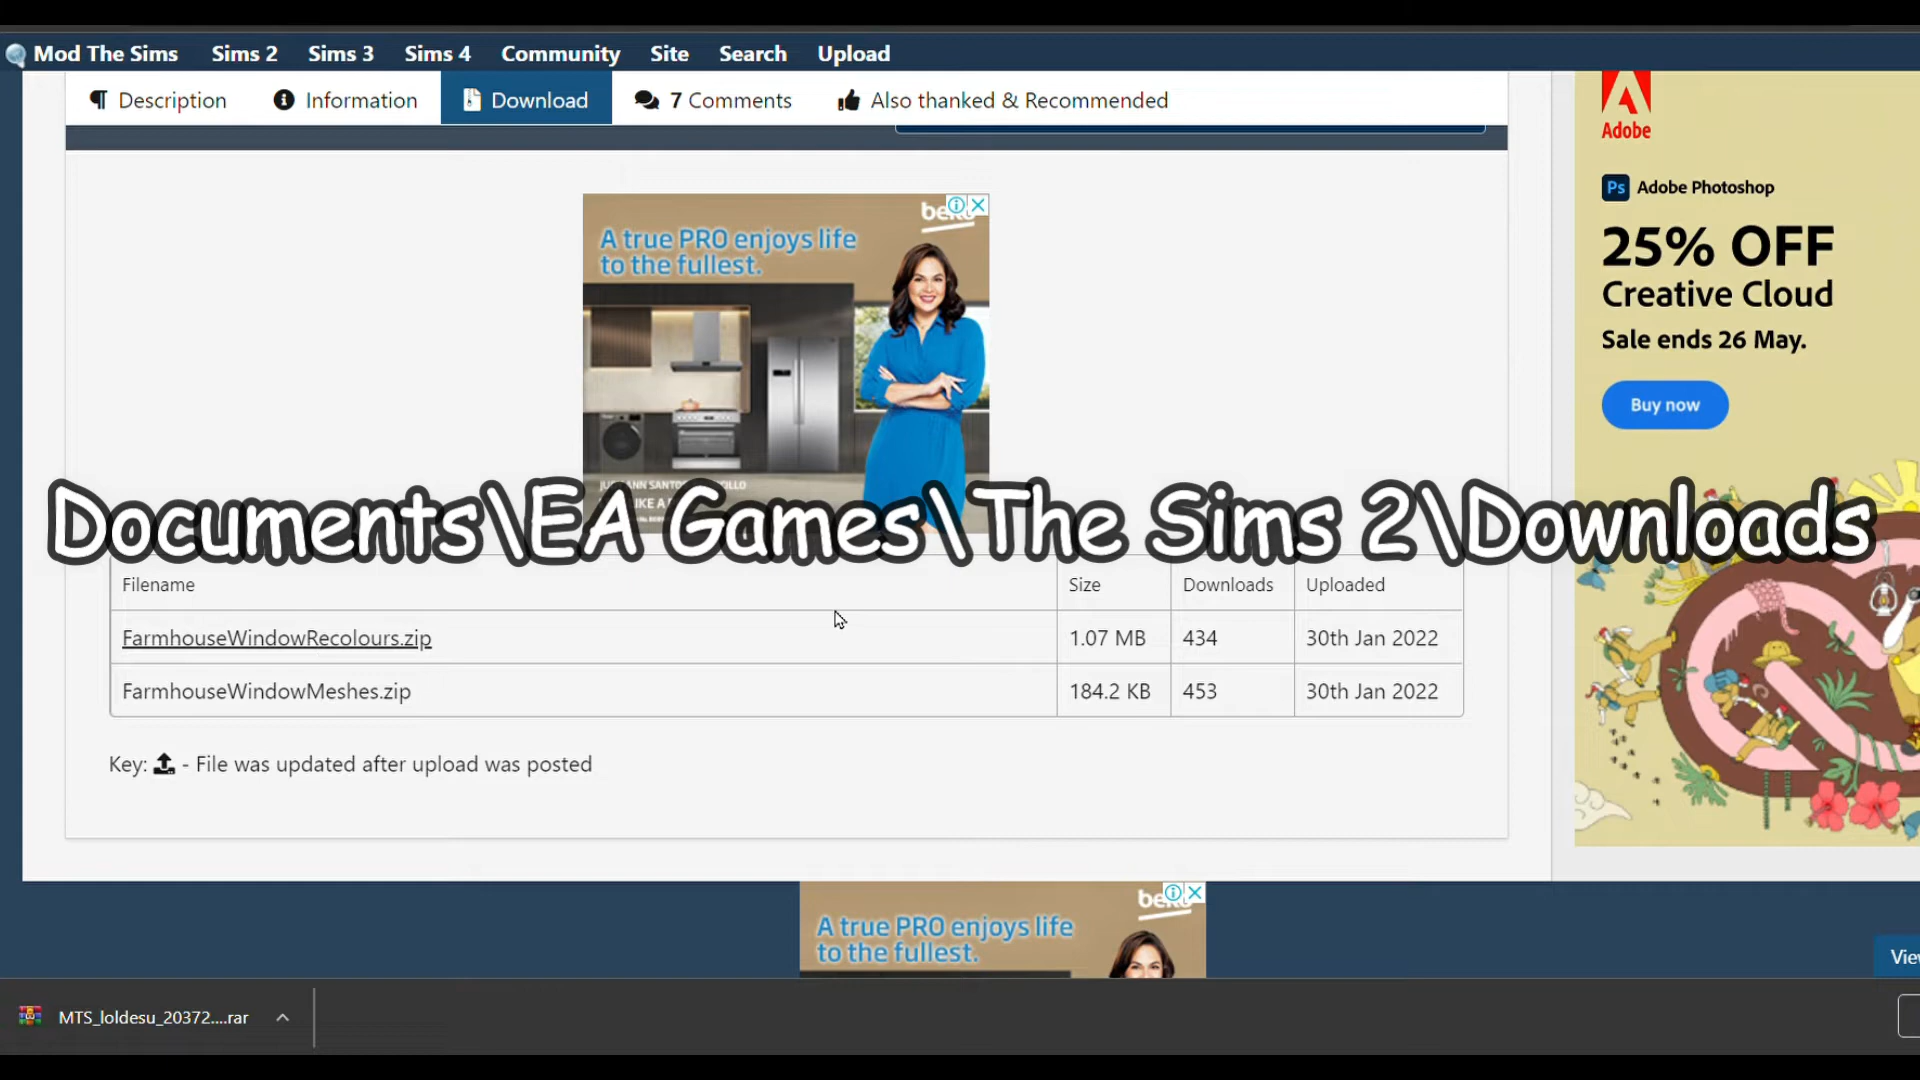 Mod The Sims Sims 2 Sims 3 Sims 4 Community Site Search Upload
Description Information Download 7 Comments Also thanked & Recommended
Adobe
Ps Adobe Photoshop
25% OFF
Creative Cloud
Sale ends 26 May.
Buy now
beko
A true PRO enjoys life
to the fullest.
Documents\EA Games\The Sims 2\Downloads
Filename Size Downloads Uploaded
FarmhouseWindowRecolours.zip 1.07 MB 434 30th Jan 2022
FarmhouseWindowMeshes.zip 184.2 KB 453 30th Jan 2022
Key: - File was updated after upload was posted
beko
A true PRO enjoys life
to the fullest.
Vie
MTS_loldesu_20372....rar